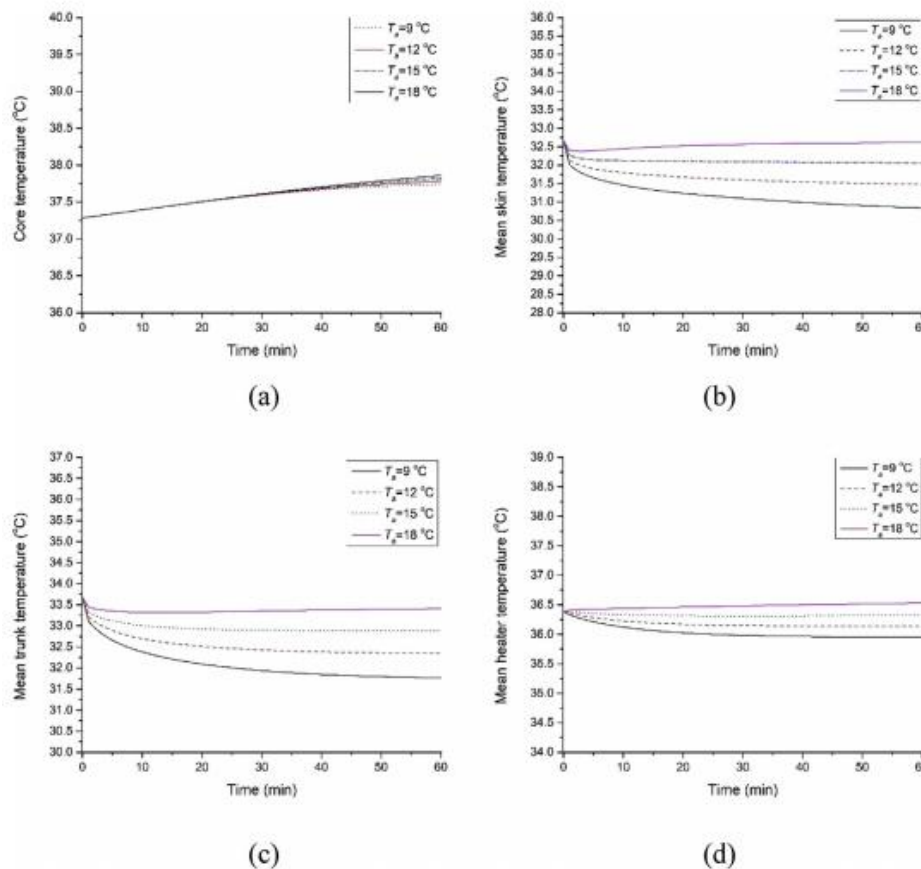 Core temperature (°C)
40.0
39.5
39.0
38.5
38.0
37.5
37.0
36.5
36.0
Ta=9 °C
Ta=12 °C
Ta=15 °C
Ta=18 °C
0 10 20 30 40 50 60
Time (min)
(a)
Mean skin temperature (°C)
36.0
35.5
35.0
34.5
34.0
33.5
33.0
32.5
32.0
31.5
31.0
30.5
30.0
29.5
29.0
28.5
28.0
Ta=9 °C
Ta=12 °C
Ta=15 °C
Ta=18 °C
0 10 20 30 40 50 60
Time (min)
(b)
Mean trunk temperature (°C)
37.0
36.5
36.0
35.5
35.0
34.5
34.0
33.5
33.0
32.5
32.0
31.5
31.0
30.5
30.0
Ta=9 °C
Ta=12 °C
Ta=15 °C
Ta=18 °C
0 10 20 30 40 50 60
Time (min)
(c)
Mean heater temperature (°C)
39.0
38.5
38.0
37.5
37.0
36.5
36.0
35.5
35.0
34.5
34.0
Ta=9 °C
Ta=12 °C
Ta=15 °C
Ta=18 °C
0 10 20 30 40 50 60
Time (min)
(d)